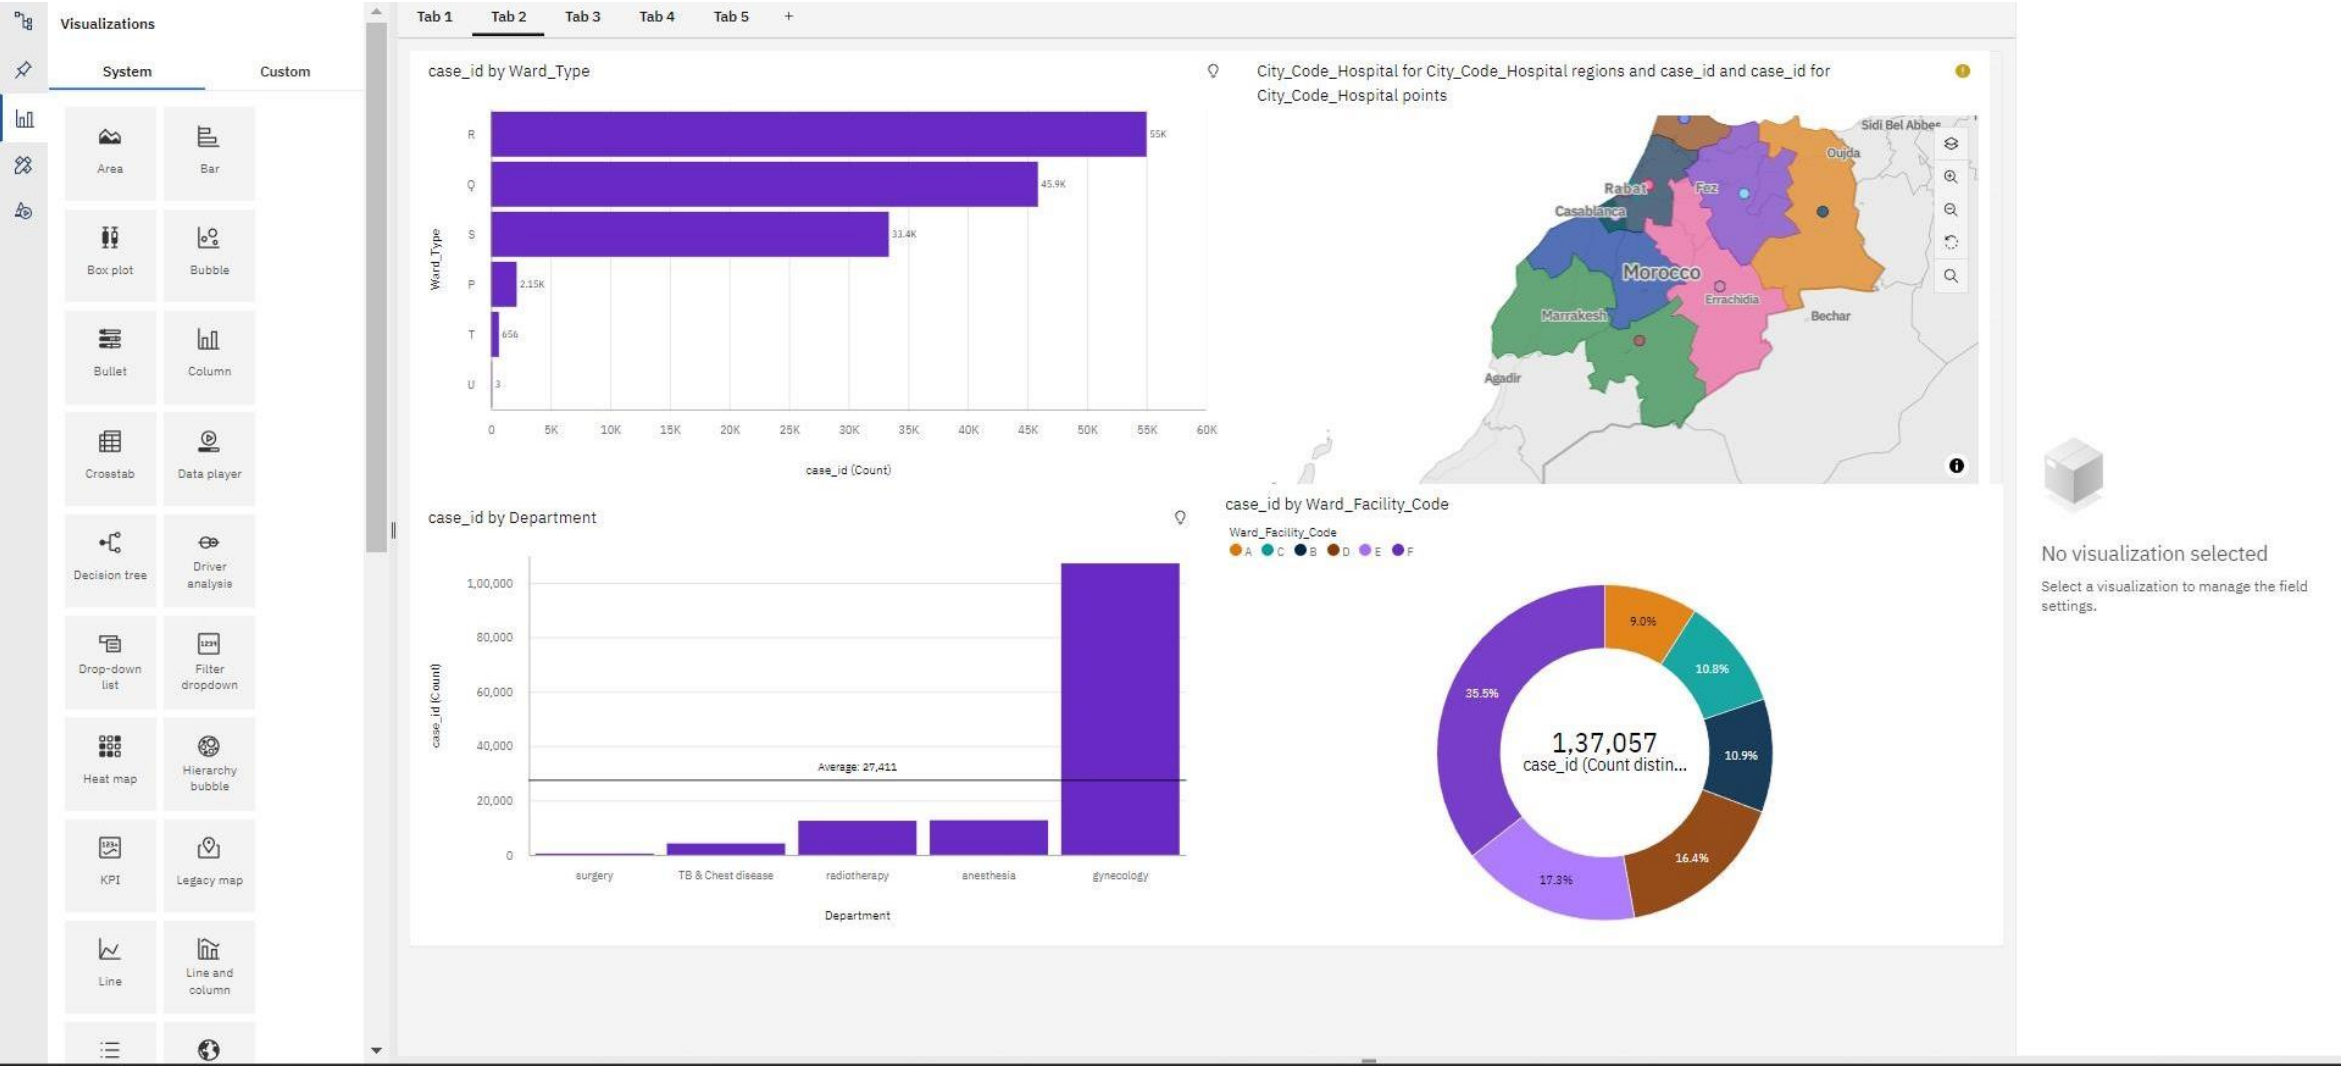 Visualizations
System
Custom
Area
Bar
Box plot
Bubble
Bullet
Column
Crosstab
Data player
Decision tree
Driver
analysis
Drop-down
list
Filter
dropdown
Heat map
Hierarchy
bubble
KPI
Legacy map
Line
Line and
column
Tab 1
Tab 2
Tab 3
Tab 4
Tab 5
+
case_id by Ward_Type
Ward_Type
R
55K
Q
45.9K
S
33.4K
P
2.15K
T
656
U
3
0
5K
10K
15K
20K
25K
30K
35K
40K
45K
50K
55K
60K
case_id (Count)
City_Code_Hospital for City_Code_Hospital regions and case_id and case_id for
City_Code_Hospital points
Sidi Bel Abbes
Oujda
Rabat
Fez
Casablanca
Morocco
Errachidia
Marrakesh
Bechar
Agadir
case_id by Department
case_id (Count)
1,00,000
80,000
60,000
40,000
20,000
0
Average: 27,411
surgery
TB & Chest disease
radiotherapy
anesthesia
gynecology
Department
case_id by Ward_Facility_Code
Ward_Facility_Code
A
C
B
D
E
F
9.0%
10.8%
10.9%
16.4%
17.3%
35.5%
1,37,057
case_id (Count distin...
No visualization selected
Select a visualization to manage the field
settings.